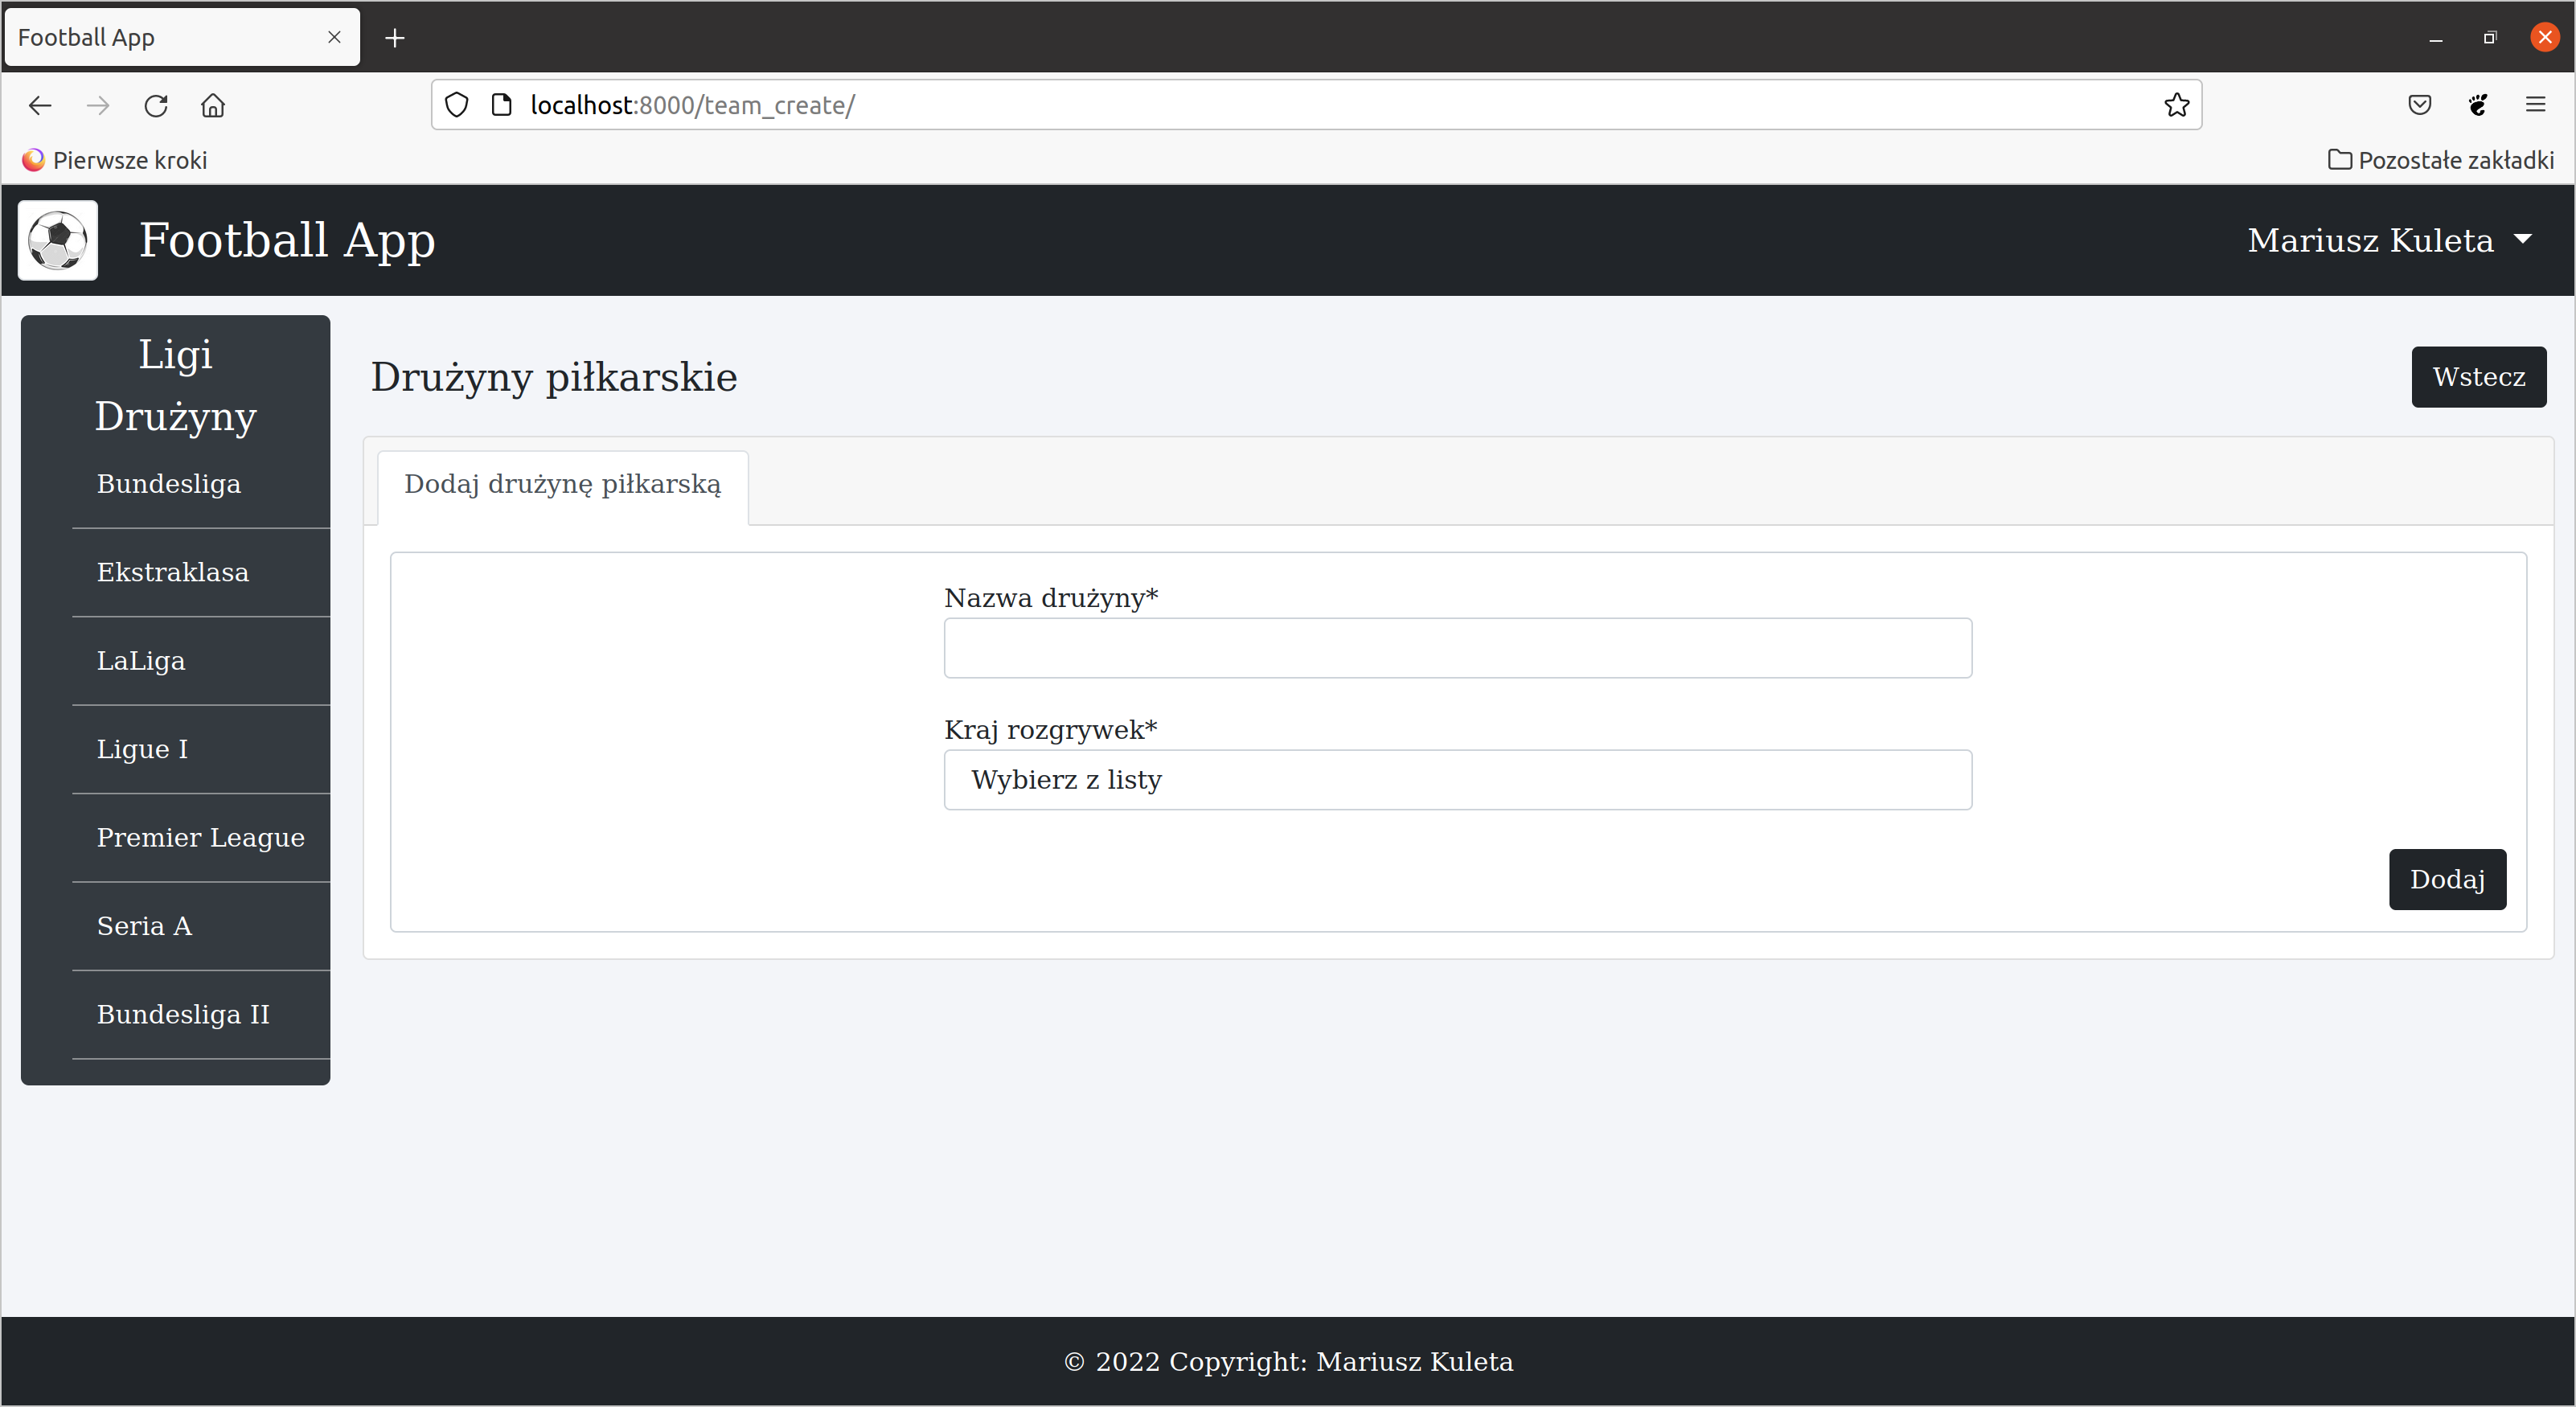 Football App
localhost:8000/team_create/
Pierwsze kroki
Pozostałe zakładki
Football App
Mariusz Kuleta
Ligi
Drużyny
Bundesliga
Ekstraklasa
LaLiga
Ligue I
Premier League
Seria A
Bundesliga II
Drużyny piłkarskie
Wstecz
Dodaj drużynę piłkarską
Nazwa drużyny*
Kraj rozgrywek*
Wybierz z listy
Dodaj
© 2022 Copyright: Mariusz Kuleta